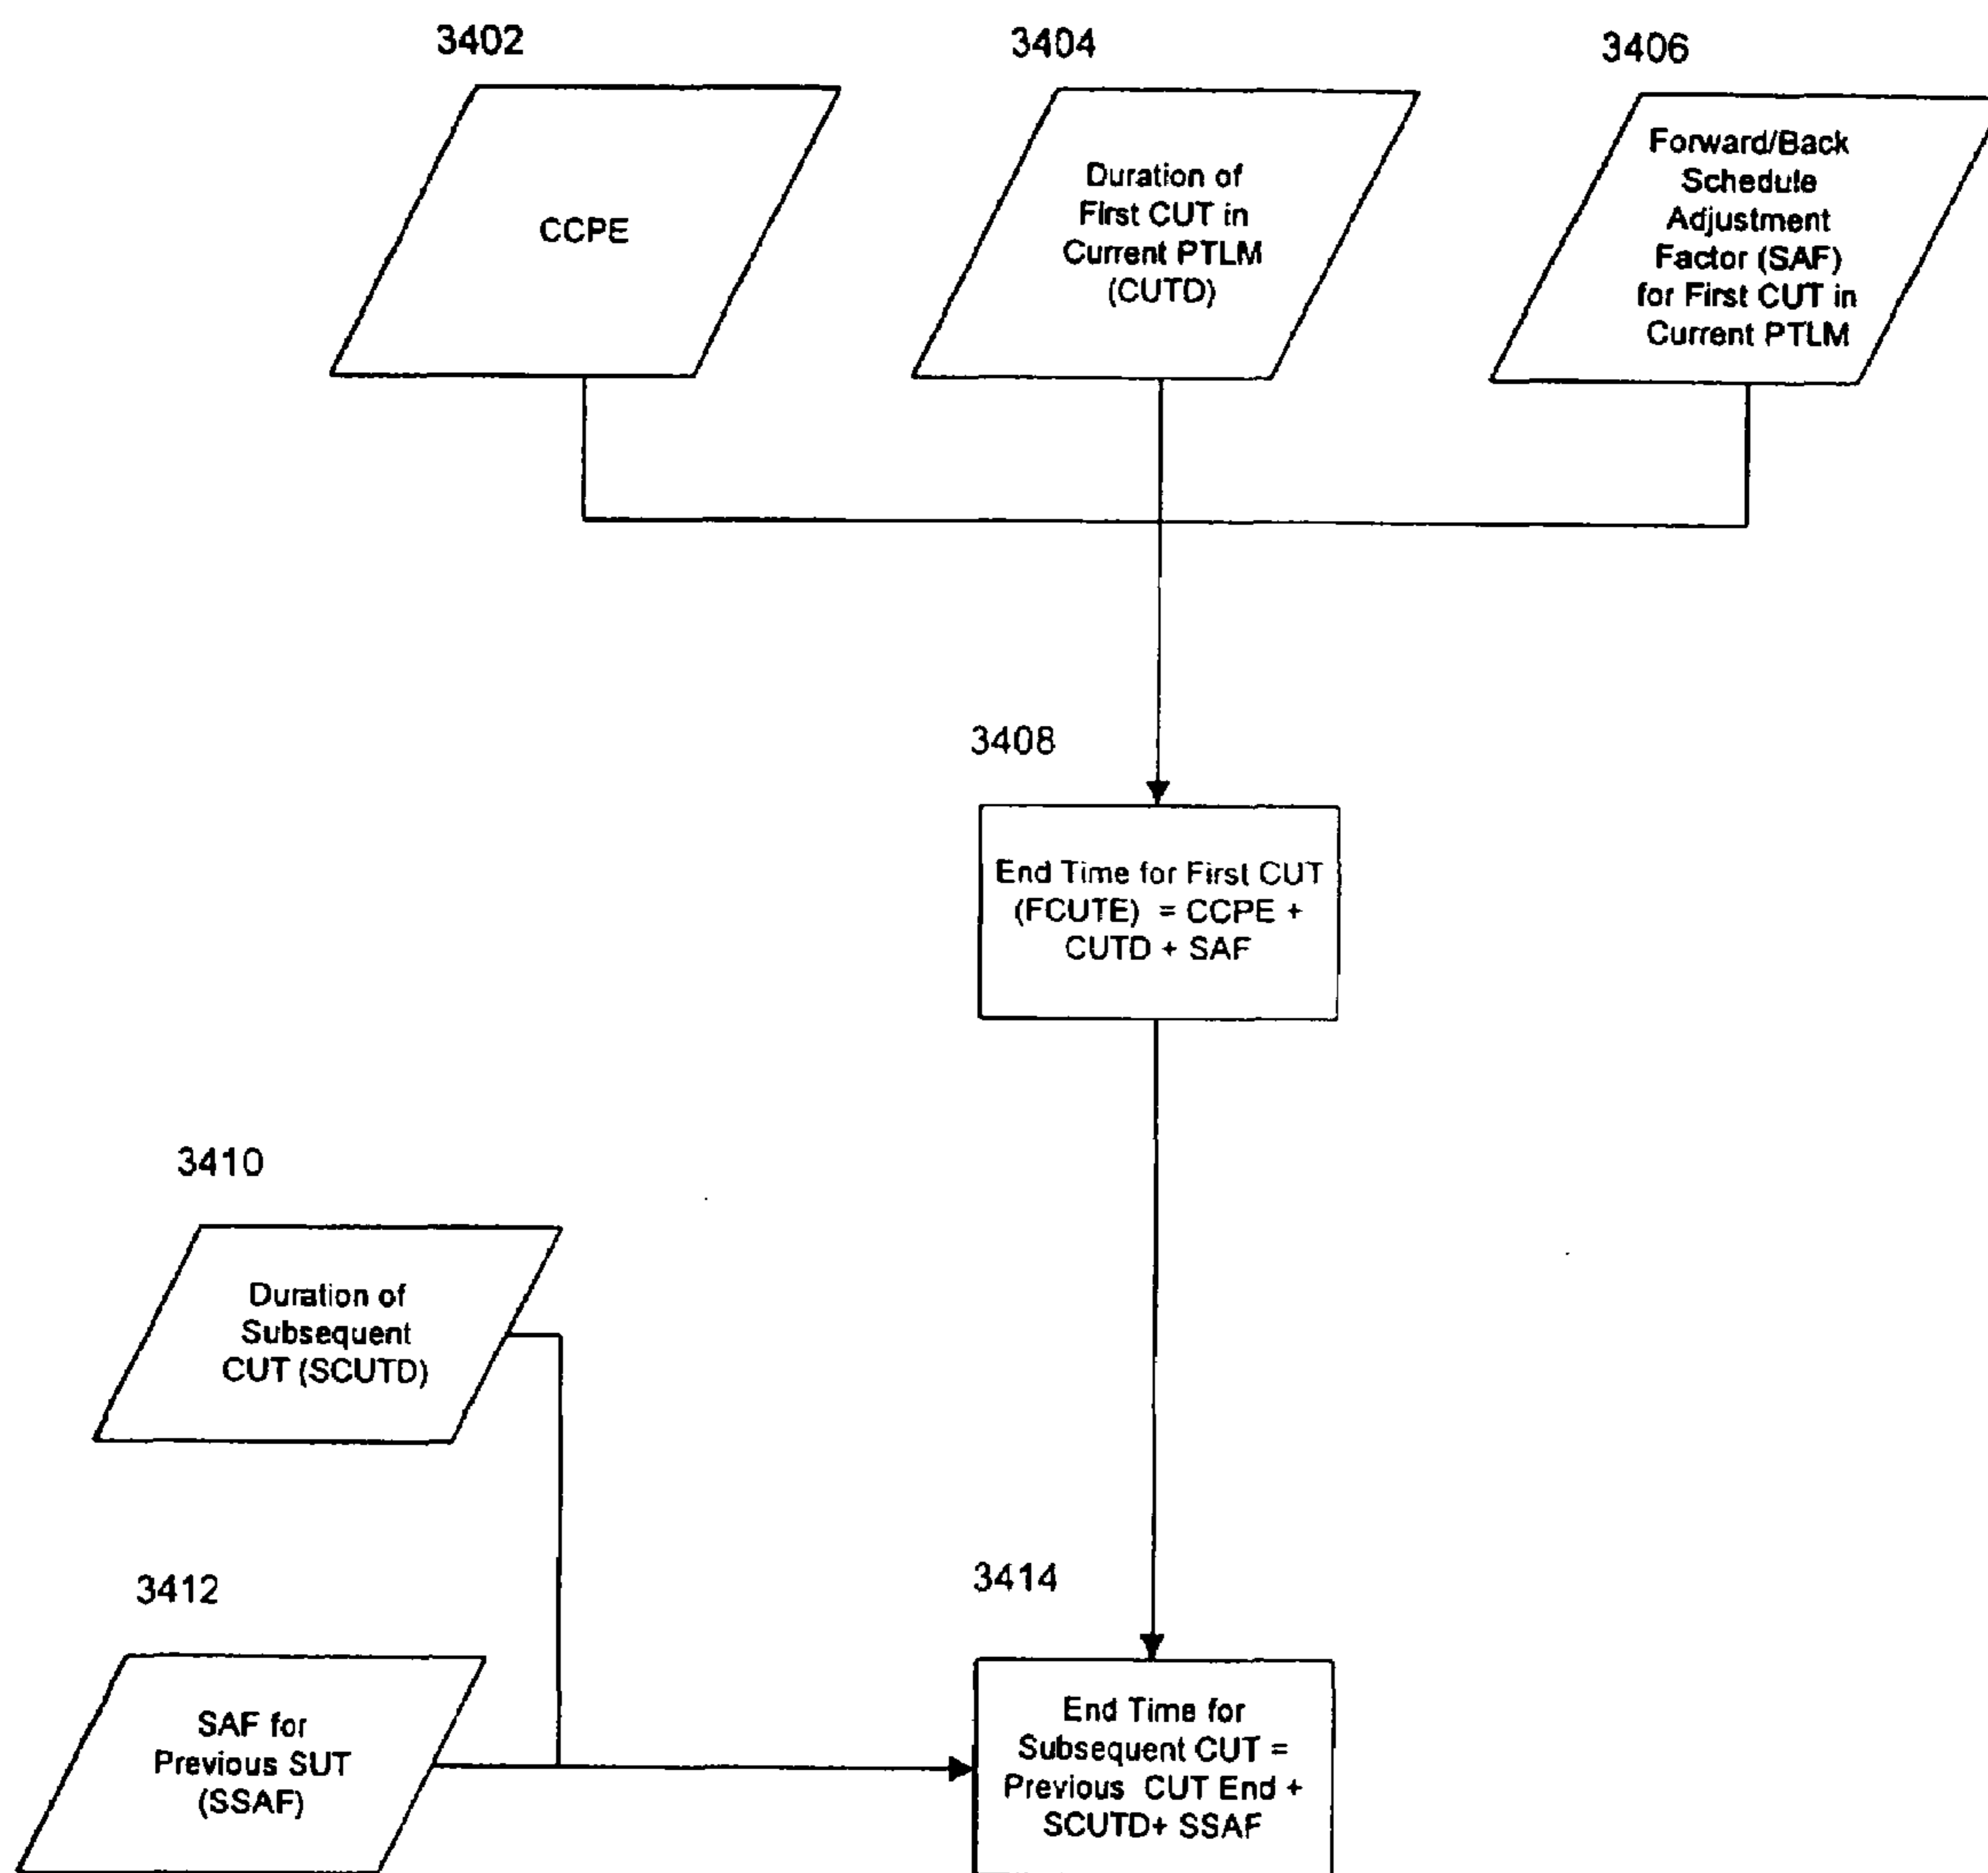 3402
CCPE
3404
Duration of
First CUT in
Current PTLM
(CUTD)
3406
Forward/Back
Schedule
Adjustment
Factor (SAF)
for First CUT in
Current PTLM
3408
End Time for First CUT
(FCUTE) = CCPE +
CUTD + SAF
3410
Duration of
Subsequent
CUT (SCUTD)
3412
SAF for
Previous SUT
(SSAF)
3414
End Time for
Subsequent CUT =
Previous CUT End +
SCUTD+ SSAF